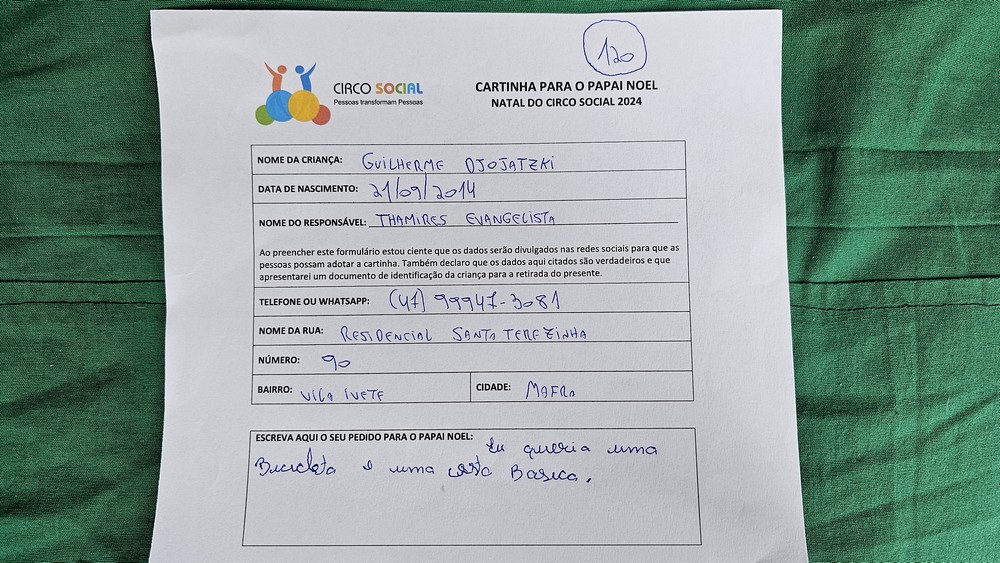 120
CIRCO SOCIAL
Pessoas transformam Pessoas
CARTINHA PARA O PAPAI NOEL
NATAL DO CIRCO SOCIAL 2024
NOME DA CRIANÇA: GUILHERME DJOJATZKI
DATA DE NASCIMENTO: 21/09/2014
NOME DO RESPONSÁVEL: THAMIRES EVANGELISTA
Ao preencher este formulário estou ciente que os dados serão divulgados nas redes sociais para que as
pessoas possam adotar a cartinha. Também declaro que os dados aqui citados são verdadeiros e que
apresentarei um documento de identificação da criança para a retirada do presente.
TELEFONE OU WHATSAPP: (47) 99947-3081
NOME DA RUA: RESIDENCIAL SANTA TEREZINHA
NÚMERO: 90
BAIRRO: VILA IVETE CIDADE: MAFRA
ESCREVA AQUI O SEU PEDIDO PARA O PAPAI NOEL: Eu queria uma
Bicicleta e uma cesta Basica.